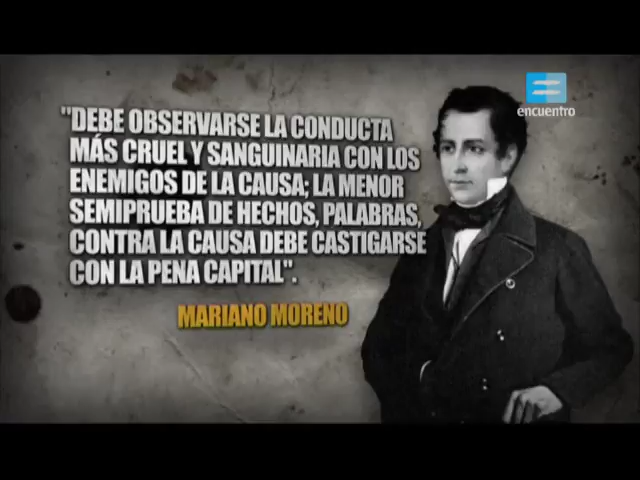 encuentro
"DEBE OBSERVARSE LA CONDUCTA
MÁS CRUEL Y SANGUINARIA CON LOS
ENEMIGOS DE LA CAUSA; LA MENOR
SEMIPRUEBA DE HECHOS, PALABRAS,
CONTRA LA CAUSA DEBE CASTIGARSE
CON LA PENA CAPITAL".
MARIANO MORENO